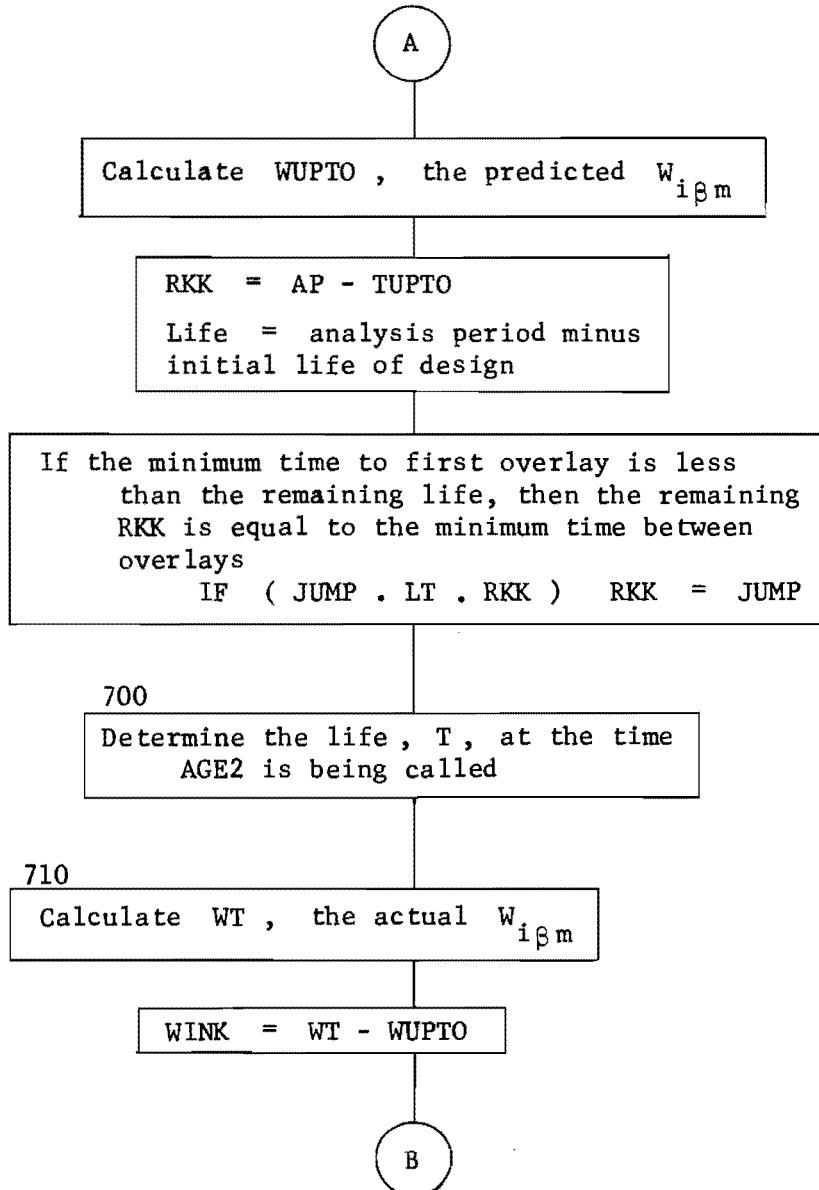 A
Calculate WUPTO , the predicted W iβm
RKK = AP - TUPTO
Life = analysis period minus
initial life of design
If the minimum time to first overlay is less
than the remaining life, then the remaining
RKK is equal to the minimum time between
overlays
IF ( JUMP . LT . RKK ) RKK = JUMP
700
Determine the life , T , at the time
AGE2 is being called
710
Calculate WT , the actual W iβm
WINK = WT - WUPTO
B